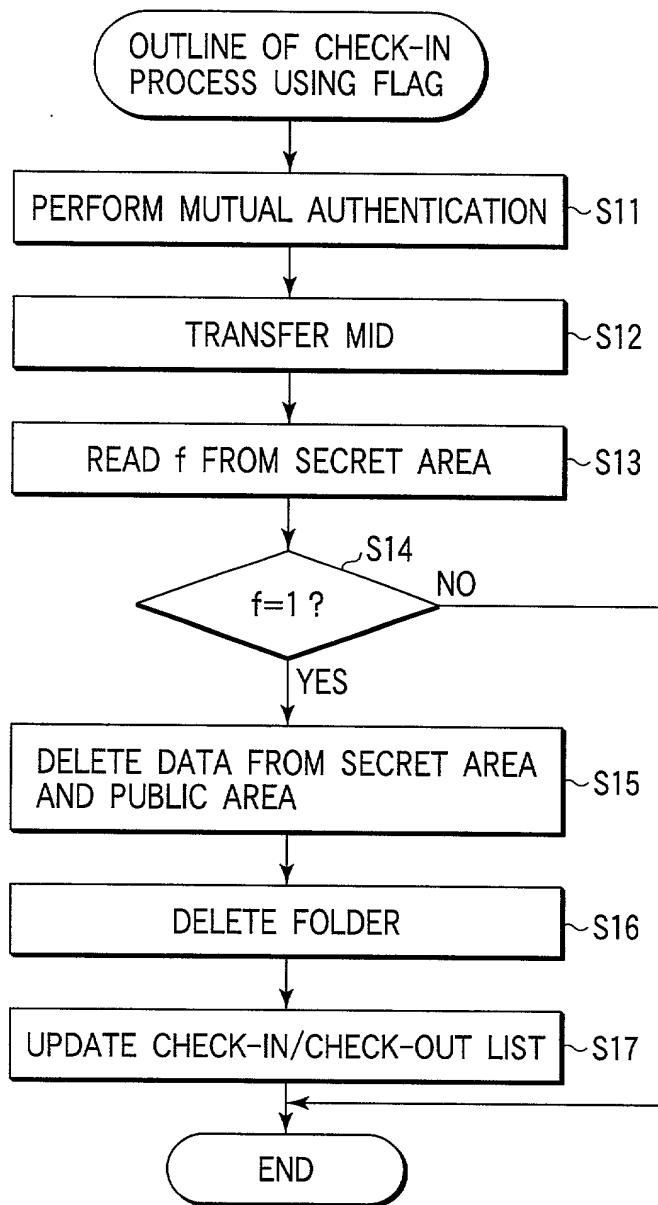 OUTLINE OF CHECK-IN
PROCESS USING FLAG
PERFORM MUTUAL AUTHENTICATION
S11
TRANSFER MID
S12
READ f FROM SECRET AREA
S13
S14
f=1 ?
NO
YES
DELETE DATA FROM SECRET AREA
AND PUBLIC AREA
S15
DELETE FOLDER
S16
UPDATE CHECK-IN/CHECK-OUT LIST
S17
END